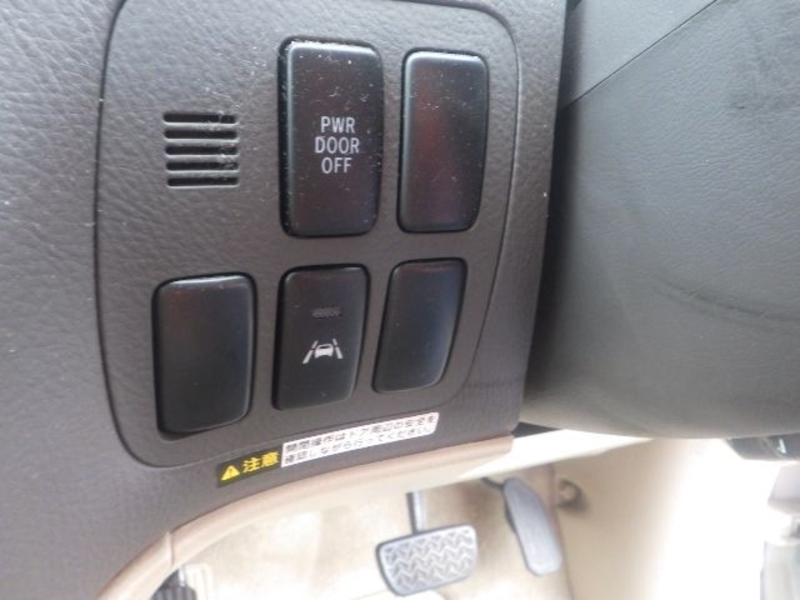 PWR
DOOR
OFF
注意
開閉操作はドア周辺の安全を
確認しながら行ってください。